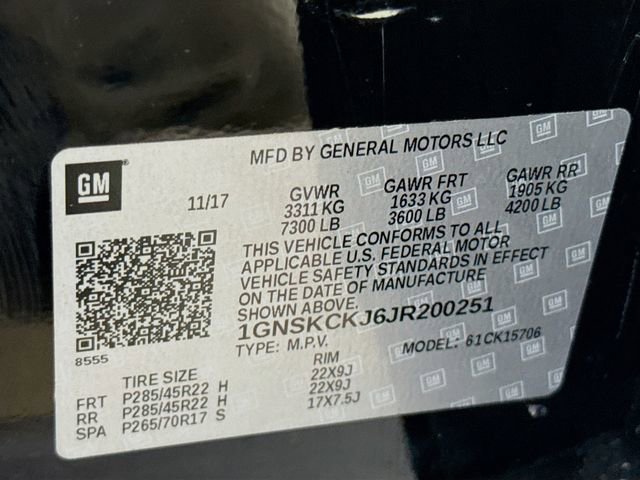 MFD BY GENERAL MOTORS LLC
GM
11/17
GVWR
3311 KG
7300 LB
GAWR FRT
1633 KG
3600 LB
GAWR RR
1905 KG
4200 LB
THIS VEHICLE CONFORMS TO ALL
APPLICABLE U.S. FEDERAL MOTOR
VEHICLE SAFETY STANDARDS IN EFFECT
ON THE DATE OF MANUFACTURE
SHOWN ABOVE.
1GNSKCKJ6JR200251
TYPE: M.P.V.
MODEL: 61CK15706
8555
TIRE SIZE
RIM
FRT P285/45R22 H 22X9J
RR P285/45R22 H 22X9J
SPA P265/70R17 S 17X7.5J